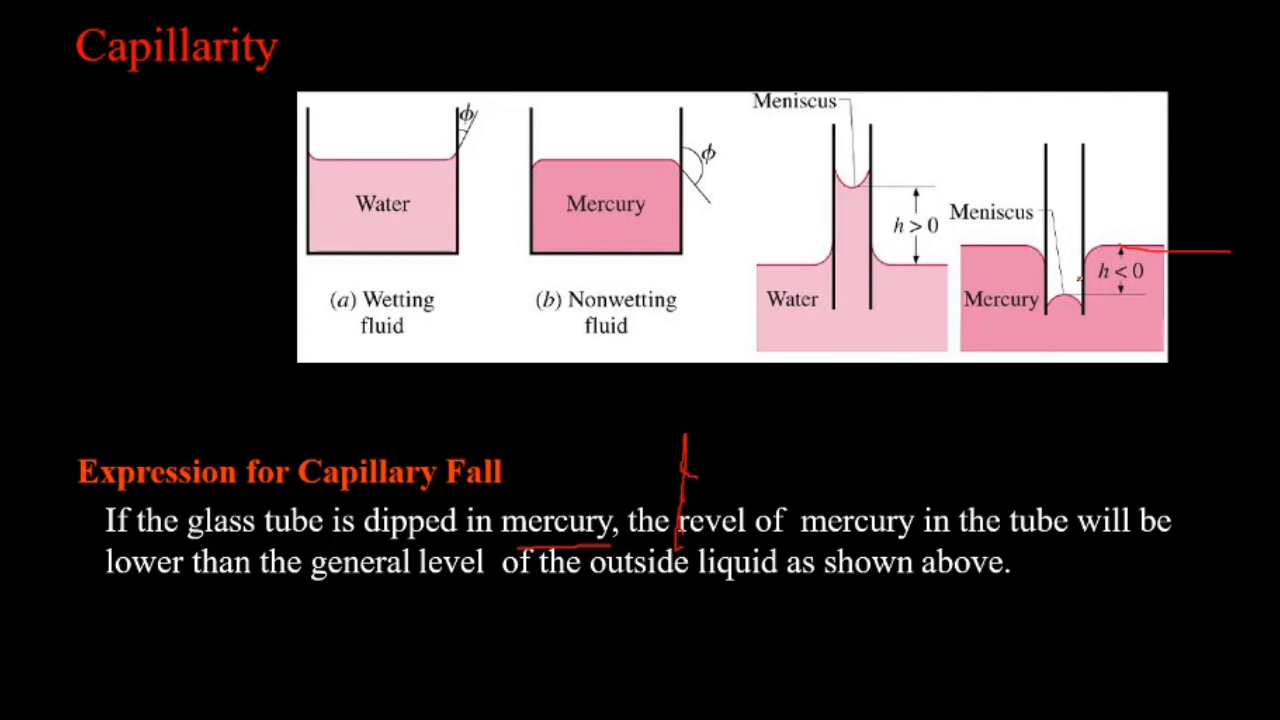 Capillarity
Meniscus
ϕ
ϕ
Water
Mercury
h > 0
Meniscus
h < 0
Water
Mercury
(a) Wetting
fluid
(b) Nonwetting
fluid
Expression for Capillary Fall
If the glass tube is dipped in mercury, the revel of mercury in the tube will be
lower than the general level of the outside liquid as shown above.